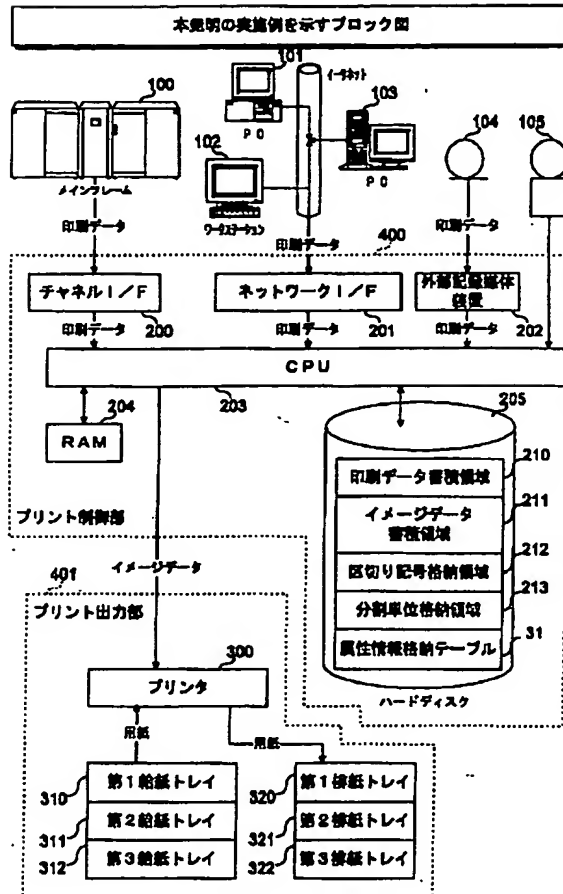 本発明の実施例を示すブロック図
100
101
イーサネット
103
104
105
PC
102
PC
メインフレーム
ワークステーション
印刷データ
印刷データ
400
印刷データ
チャネルI/F
ネットワークI/F
外部記録媒体
装置
印刷データ
200
印刷データ
201
印刷データ
202
CPU
203
204
205
RAM
210
印刷データ蓄積領域
211
イメージデータ
蓄積領域
212
区切り記号格納領域
213
分割単位格納領域
31
属性情報格納テーブル
プリント制御部
ハードディスク
イメージデータ
401
プリント出力部
300
プリンタ
用紙
用紙
310
第1給紙トレイ
320
第1排紙トレイ
311
第2給紙トレイ
321
第2排紙トレイ
312
第3給紙トレイ
322
第3排紙トレイ